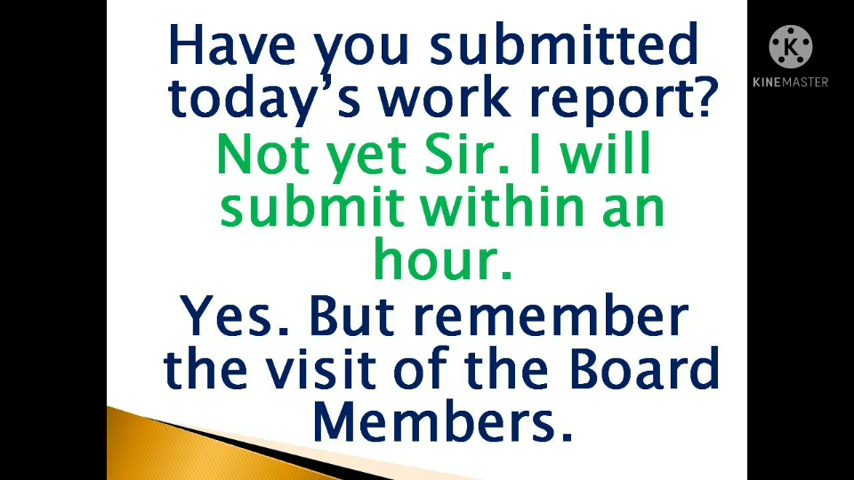 Have you submitted
today's work report?
Not yet Sir. I will
submit within an
hour.
Yes. But remember
the visit of the Board
Members.
K
KINEMASTER